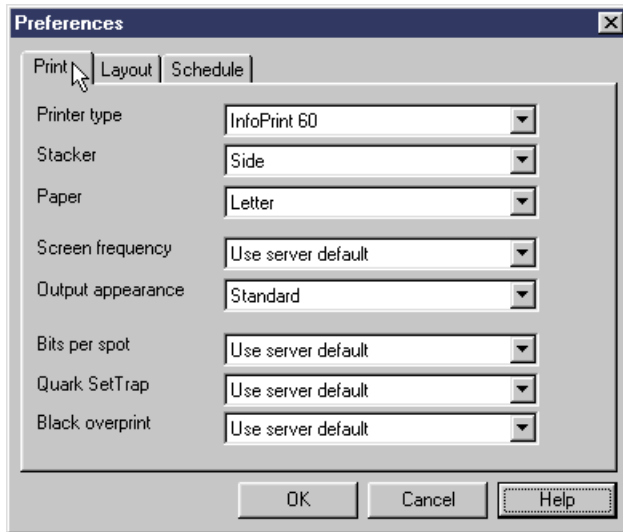 Preferences
Print Layout Schedule
Printer type InfoPrint 60
Stacker Side
Paper Letter
Screen frequency Use server default
Output appearance Standard
Bits per spot Use server default
Quark SetTrap Use server default
Black overprint Use server default
OK Cancel Help